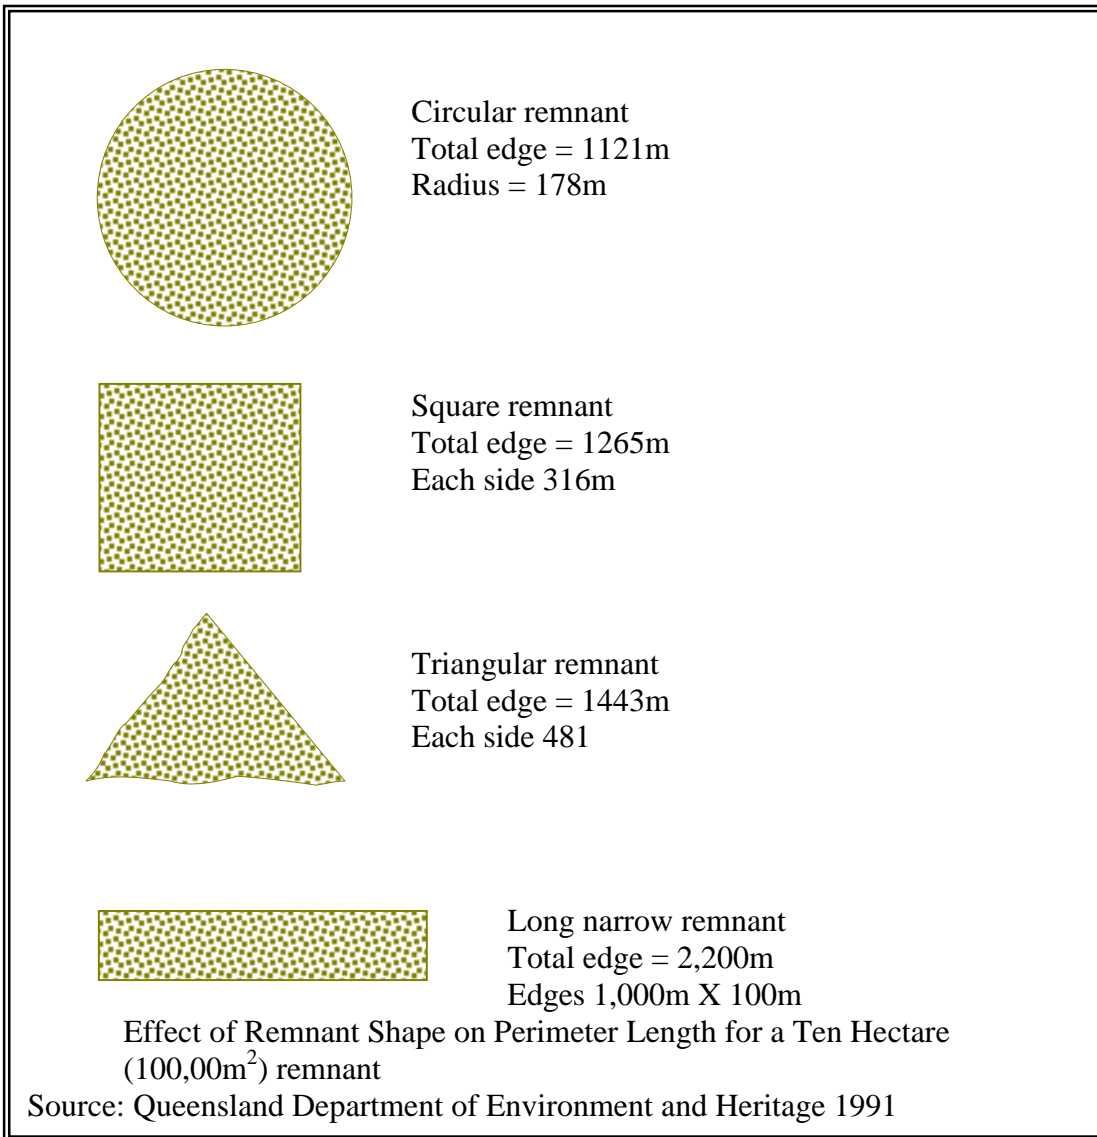 Circular remnant
Total edge = 1121m
Radius = 178m
Square remnant
Total edge = 1265m
Each side 316m
Triangular remnant
Total edge = 1443m
Each side 481
Long narrow remnant
Total edge = 2,200m
Edges 1,000m X 100m
Effect of Remnant Shape on Perimeter Length for a Ten Hectare
(100,00m²) remnant
Source: Queensland Department of Environment and Heritage 1991